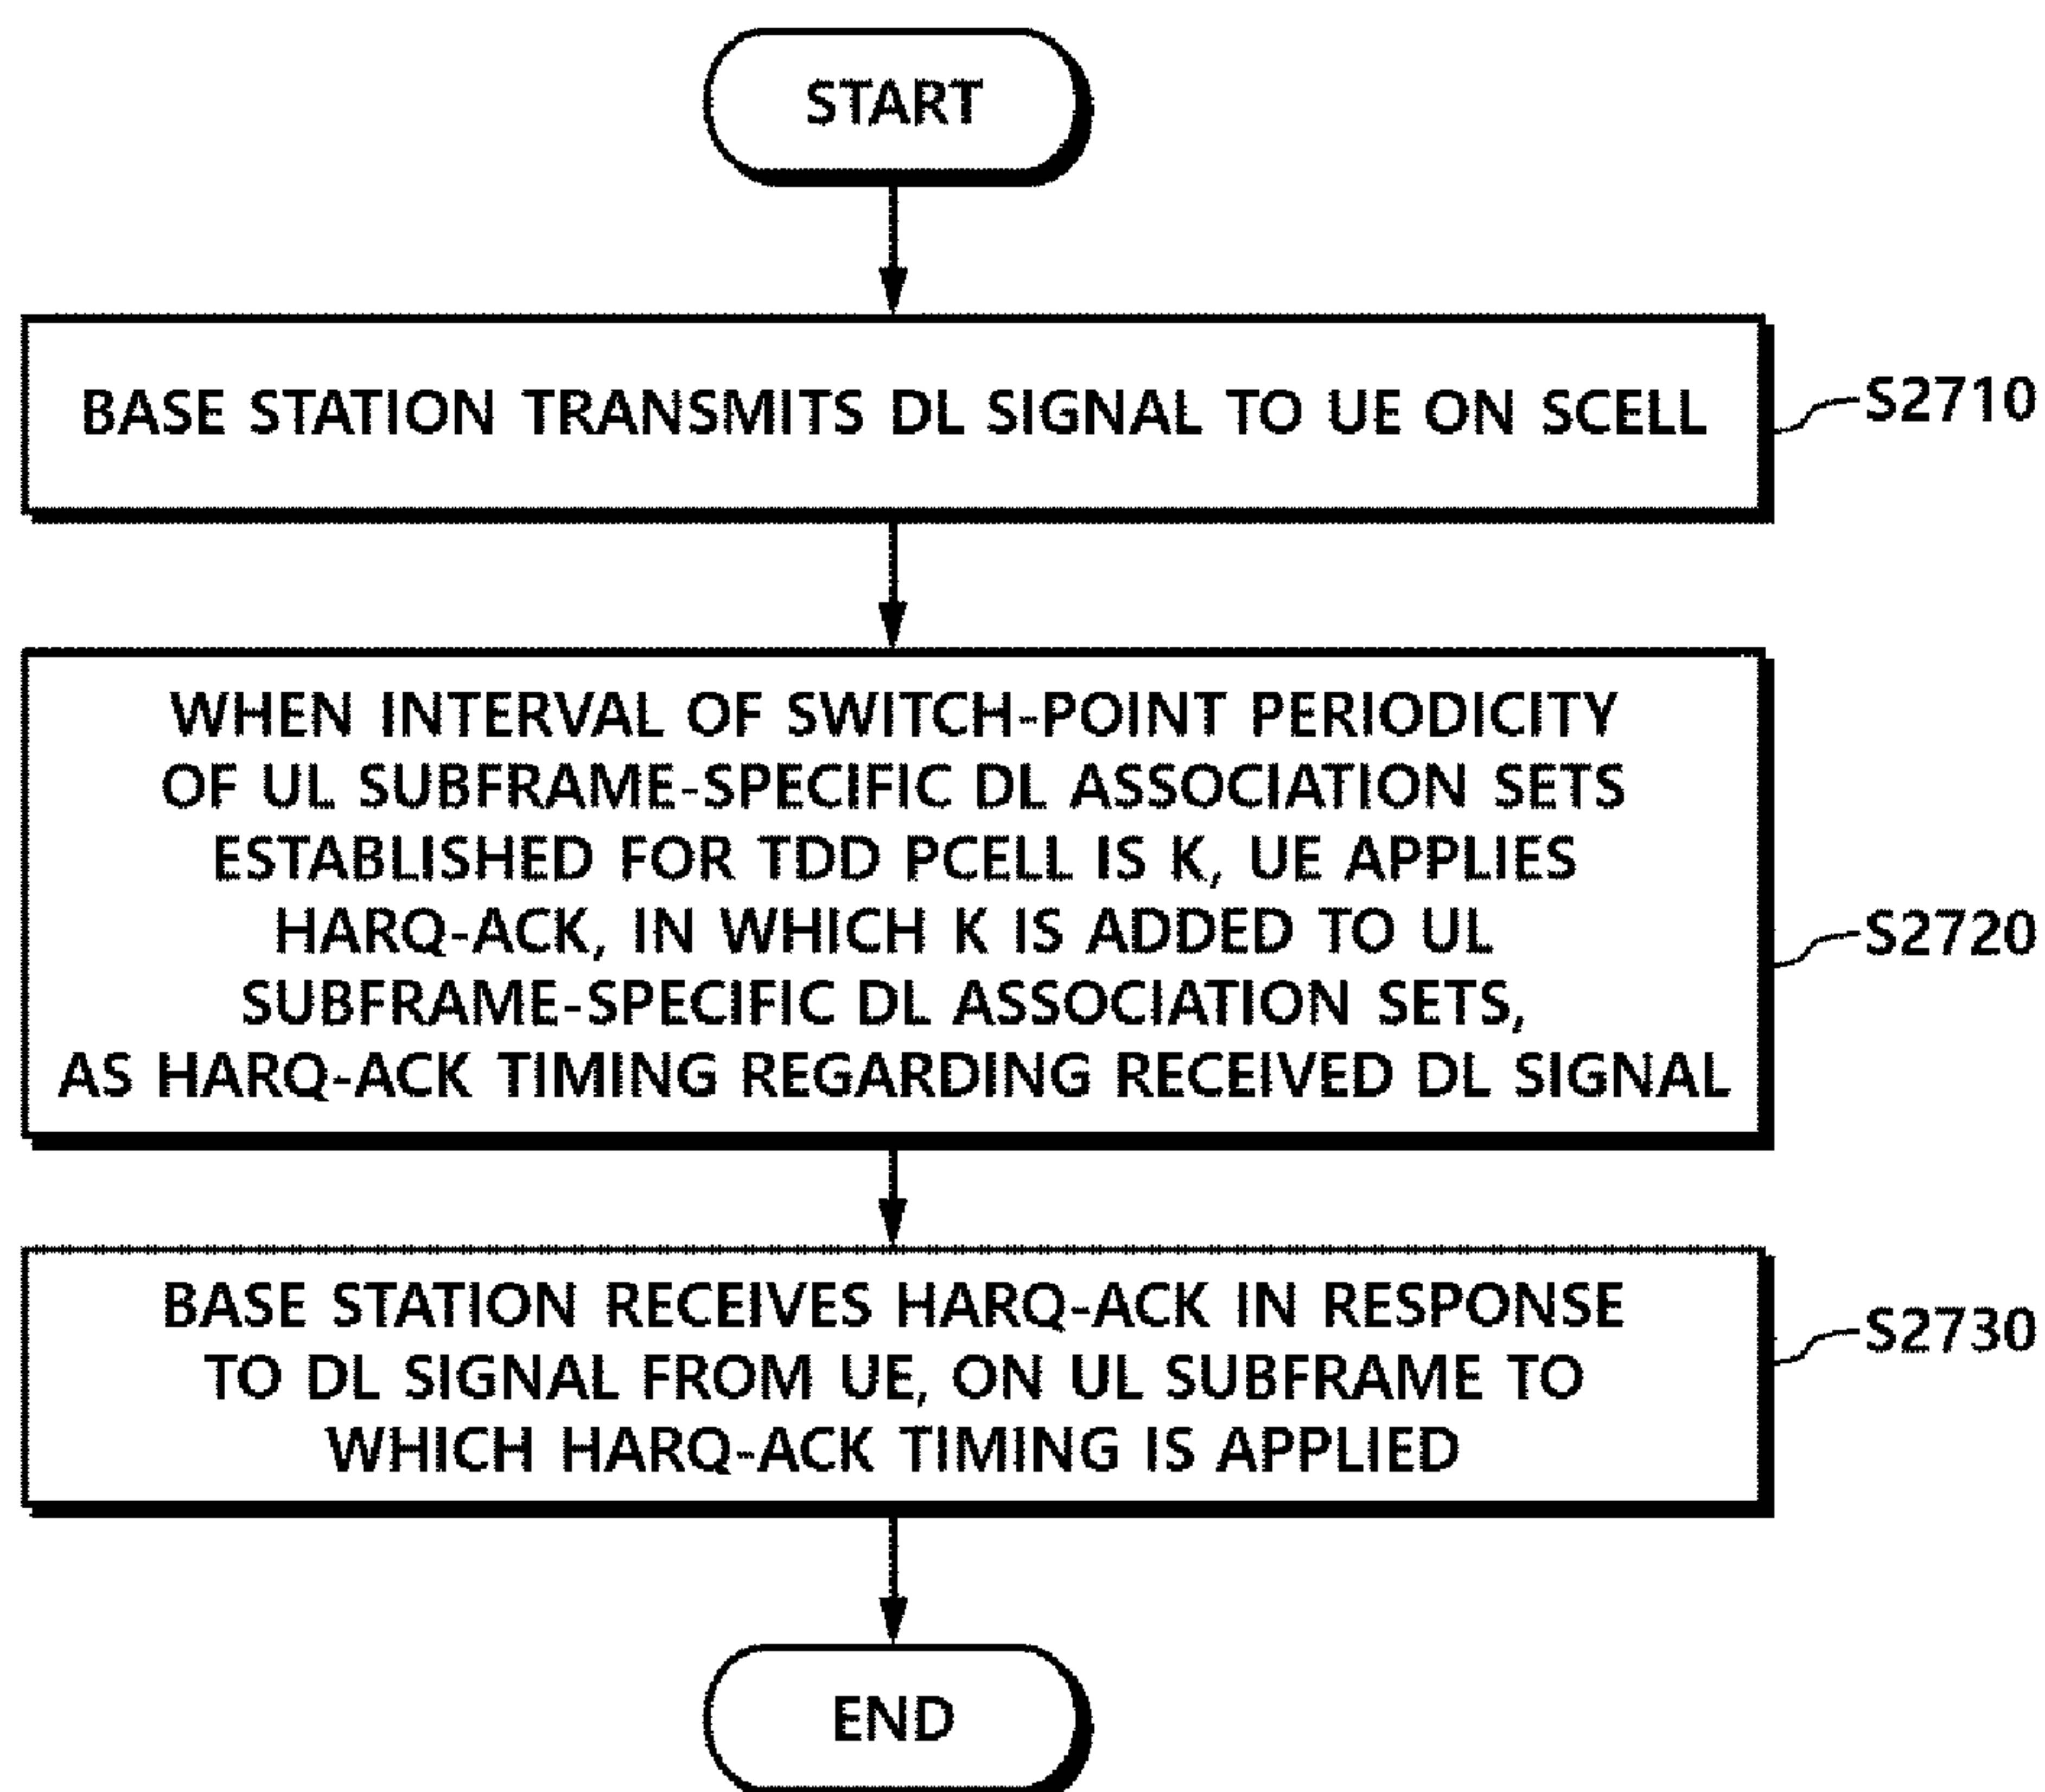 START
BASE STATION TRANSMITS DL SIGNAL TO UE ON SCELL
S2710
WHEN INTERVAL OF SWITCH-POINT PERIODICITY
OF UL SUBFRAME-SPECIFIC DL ASSOCIATION SETS
ESTABLISHED FOR TDD PCELL IS K, UE APPLIES
HARQ-ACK, IN WHICH K IS ADDED TO UL
SUBFRAME-SPECIFIC DL ASSOCIATION SETS,
AS HARQ-ACK TIMING REGARDING RECEIVED DL SIGNAL
S2720
BASE STATION RECEIVES HARQ-ACK IN RESPONSE
TO DL SIGNAL FROM UE, ON UL SUBFRAME TO
WHICH HARQ-ACK TIMING IS APPLIED
S2730
END